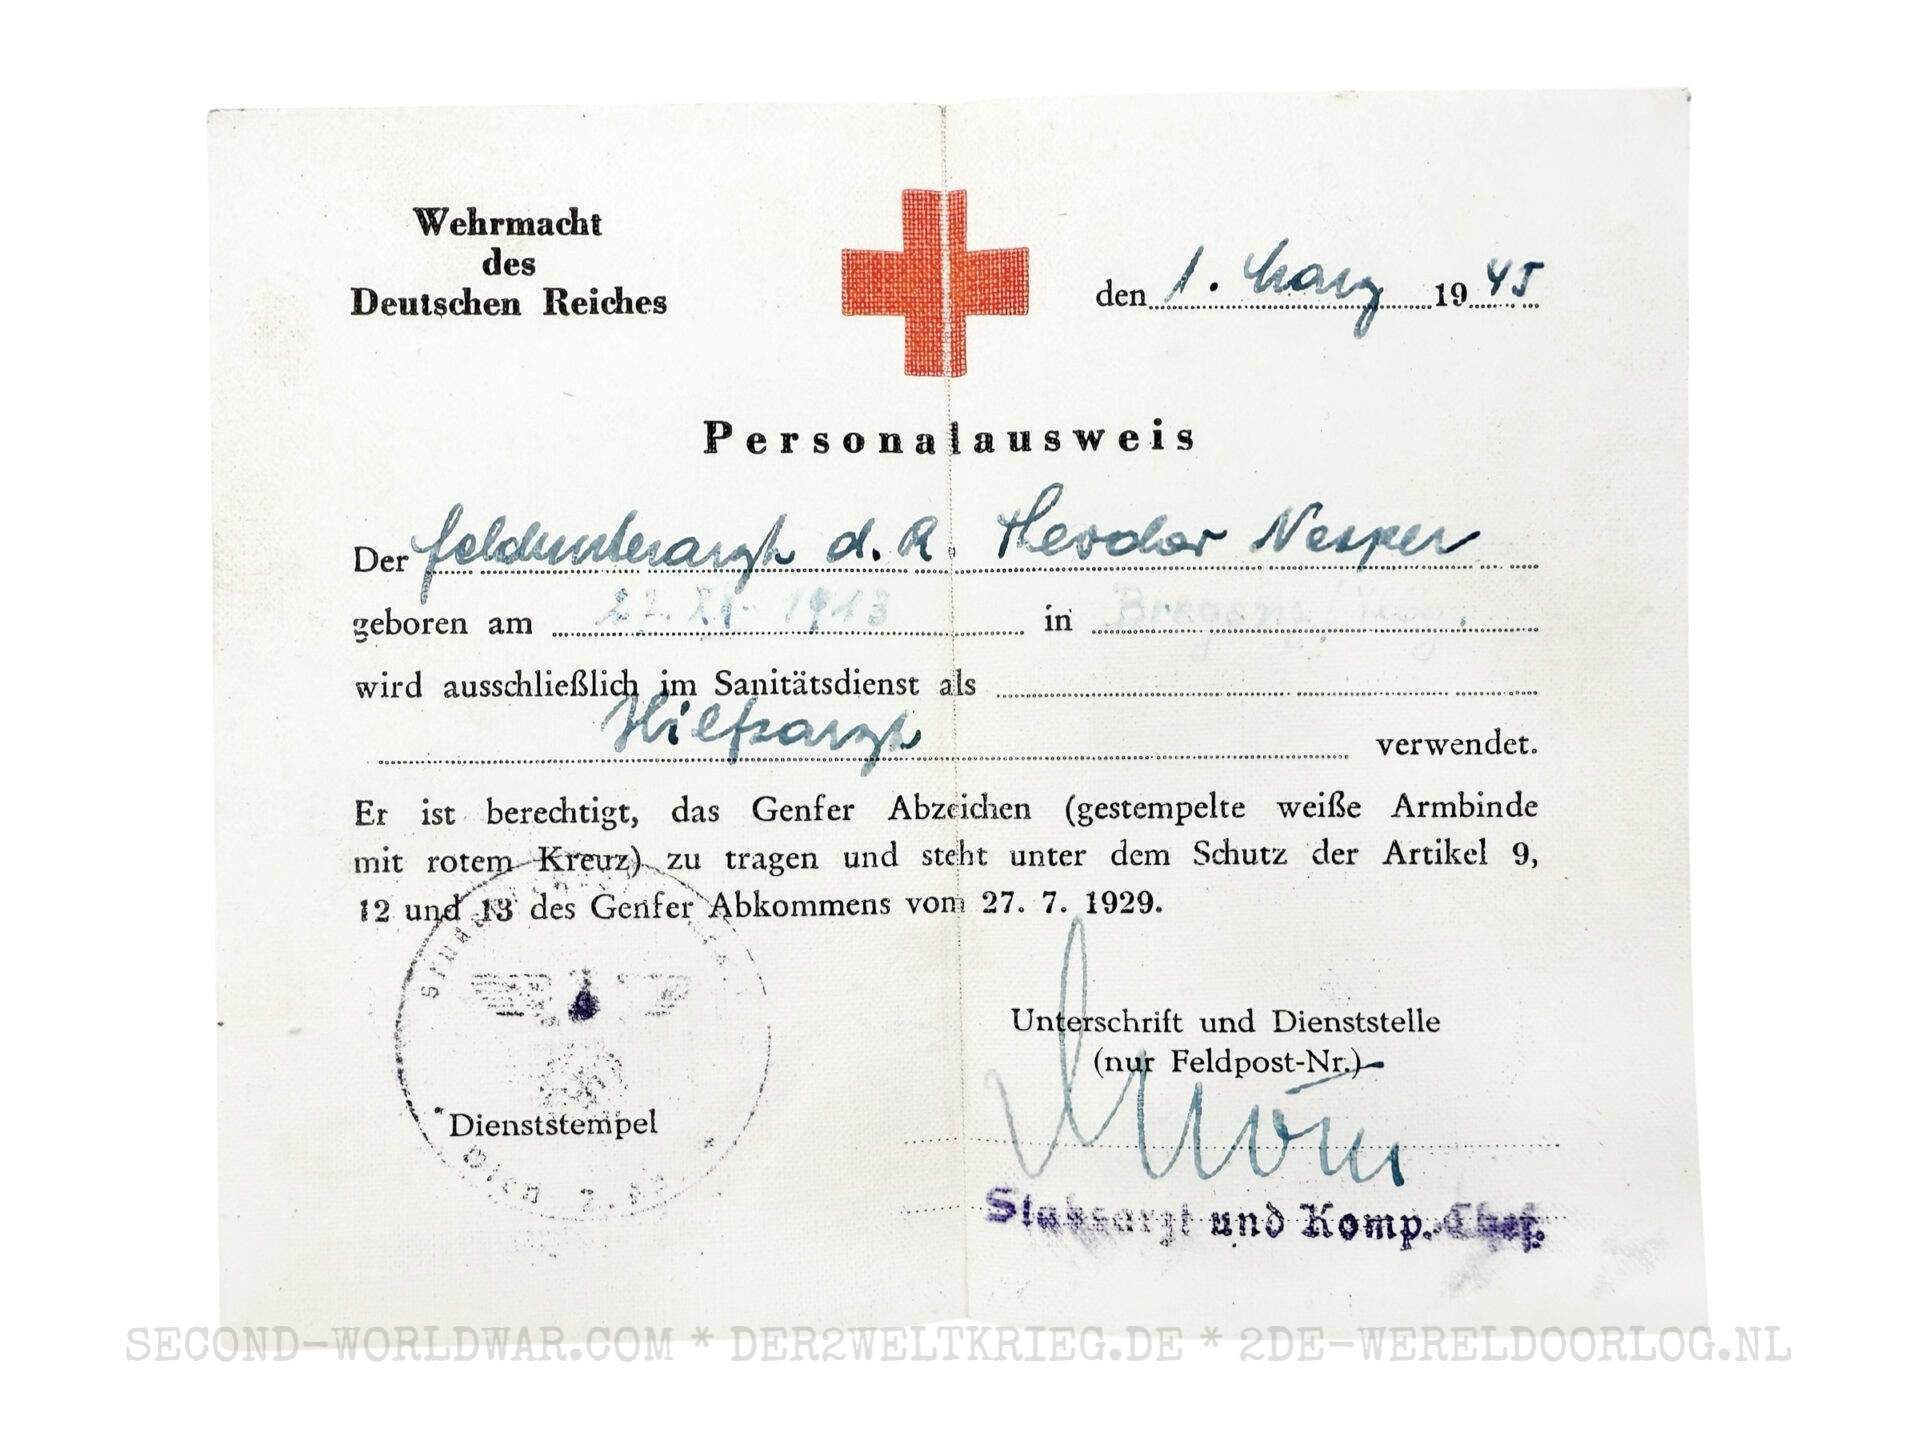 Wehrmacht
des
Deutschen Reiches
den 1. März 1945
Personalausweis
Der Feldunterarzt d. R. Theodor Nesper
geboren am 27. XI. 1913 in Bregenz
wird ausschließlich im Sanitätsdienst als
Hilfsarzt verwendet.
Er ist berechtigt, das Genfer Abzeichen (gestempelte weiße Armbinde
mit rotem Kreuz) zu tragen und steht unter dem Schutz der Artikel 9,
12 und 13 des Genfer Abkommens vom 27. 7. 1929.
Unterschrift und Dienststelle
(nur Feldpost-Nr.)
Dienststempel
Stabsarzt und Komp. Chef.
SECOND-WORLDWAR.COM * DER2WELTKRIEG.DE * 2DE-WERELDOORLOG.NL